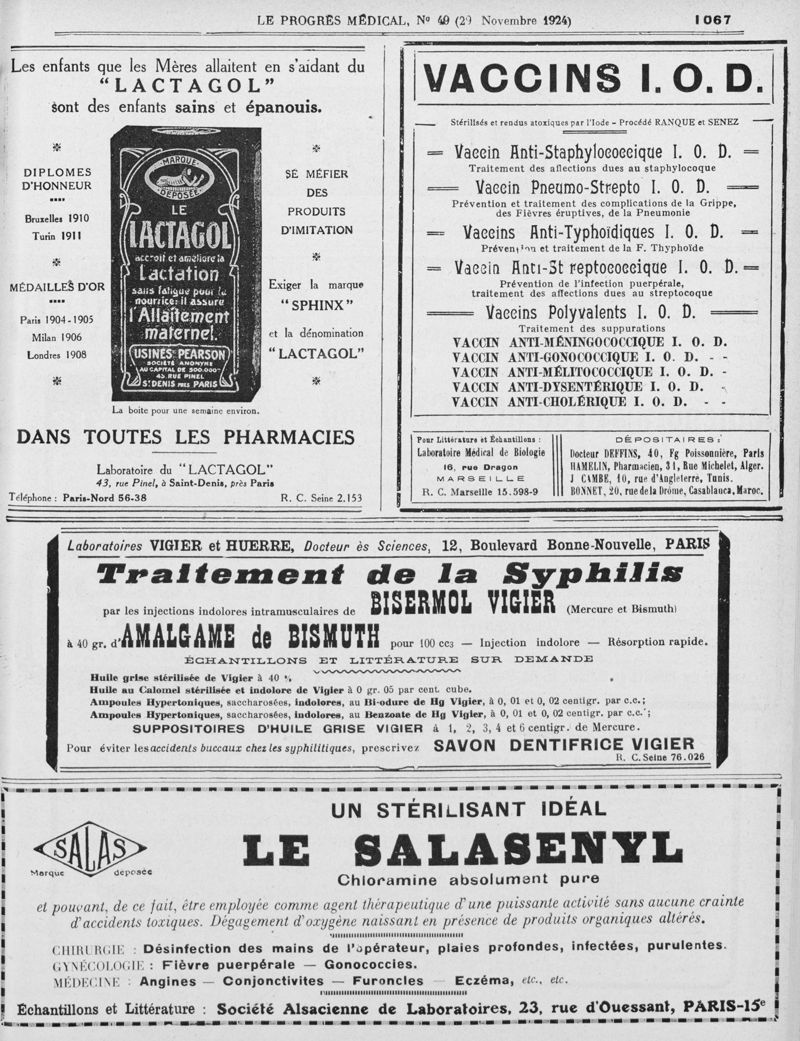 LE PROGRÈS MÉDICAL, Nº 49 (29 Novembre 1924)
1067
Les enfants que les Mères allaitent en s'aidant du
“LACTAGOL”
sont des enfants sains et épanouis.
DIPLOMES
D'HONNEUR
Bruxelles 1910
Turin 1911
MÉDAILLES D'OR
Paris 1904-1905
Milan 1906
Londres 1908
MARQUE
DÉPOSÉE
LE
LACTAGOL
accroît et améliore la
Lactation
sans fatigue pour la
nourrice: il assure
l'Allaitement
maternel.
USINES PEARSON
SOCIÉTÉ ANONYME
AU CAPITAL DE 500.000
43, RUE PINEL
ST DENIS PRÈS PARIS
SE MÉFIER
DES
PRODUITS
D'IMITATION
Exiger la marque
“SPHINX”
et la dénomination
“LACTAGOL”
La boite pour une semaine environ.
DANS TOUTES LES PHARMACIES
Laboratoire du “LACTAGOL”
43, rue Pinel, à Saint-Denis, près Paris
Téléphone : Paris-Nord 56-38
R. C. Seine 2.153
VACCINS I. O. D.
Stérilisés et rendus atoxiques par l'Iode - Procédé RANQUE et SENEZ
Vaccin Anti-Staphylococcique I. O. D.
Traitement des affections dues au staphylocoque
Vaccin Pneumo-Strepto I. O. D.
Prévention et traitement des complications de la Grippe,
des Fièvres éruptives, de la Pneumonie
Vaccins Anti-Typhoïdiques I. O. D.
Prévention et traitement de la F. Thyphoïde
Vaccin Anti-Streptococcique I. O. D.
Prévention de l'infection puerpérale,
traitement des affections dues au streptocoque
Vaccins Polyvalents I. O. D.
Traitement des suppurations
VACCIN ANTI-MÉNINGOCOCCIQUE I. O. D.
VACCIN ANTI-GONOCOCCIQUE I. O. D. - -
VACCIN ANTI-MÉLITOCOCCIQUE I. O. D. -
VACCIN ANTI-DYSENTÉRIQUE I. O. D. -
VACCIN ANTI-CHOLÉRIQUE I. O. D. - -
Pour Littérature et Échantillons :
Laboratoire Médical de Biologie
16, rue Dragon
MARSEILLE
R. C. Marseille 15.598-9
DÉPOSITAIRES :
Docteur DEFFINS, 40, Fg Poissonnière, Paris
HAMELIN, Pharmacien, 31, Rue Michelet, Alger.
J CAMBE, 10, rue d'Angleterre, Tunis.
BONNET, 20, rue de la Drôme, Casablanca, Maroc.
Laboratoires VIGIER et HUERRE, Docteur ès Sciences, 12, Boulevard Bonne-Nouvelle, PARIS
Traitement de la Syphilis
par les injections indolores intramusculaires de BISERMOL VIGIER (Mercure et Bismuth)
à 40 gr. d'AMALGAME de BISMUTH pour 100 cc3 — Injection indolore — Résorption rapide.
ÉCHANTILLONS ET LITTÉRATURE SUR DEMANDE
Huile grise stérilisée de Vigier à 40 %
Huile au Calomel stérilisée et indolore de Vigier à 0 gr. 05 par cent. cube.
Ampoules Hypertoniques, saccharosées, indolores, au Bi-odure de Hg Vigier, à 0, 01 et 0, 02 centigr. par c.c.;
Ampoules Hypertoniques, saccharosées, indolores, au Benzoate de Hg Vigier, à 0, 01 et 0, 02 centigr. par c.c.;
SUPPOSITOIRES D'HUILE GRISE VIGIER à 1, 2, 3, 4 et 6 centigr. de Mercure.
Pour éviter les accidents buccaux chez les syphilitiques, prescrivez SAVON DENTIFRICE VIGIER
R. C. Seine 76.026
SALAS
Marque déposée
UN STÉRILISANT IDÉAL
LE SALASENYL
Chloramine absolument pure
et pouvant, de ce fait, être employée comme agent thérapeutique d'une puissante activité sans aucune crainte
d'accidents toxiques. Dégagement d'oxygène naissant en présence de produits organiques altérés.
CHIRURGIE : Désinfection des mains de l'opérateur, plaies profondes, infectées, purulentes.
GYNÉCOLOGIE : Fièvre puerpérale — Gonococcies.
MÉDECINE : Angines — Conjonctivites — Furoncles — Eczéma, etc., etc.
Échantillons et Littérature : Société Alsacienne de Laboratoires, 23, rue d'Ouessant, PARIS-15e